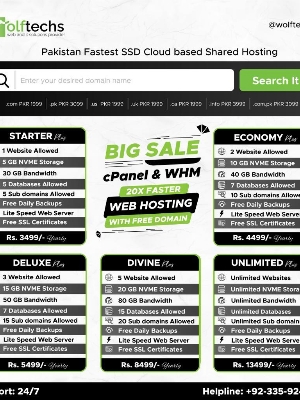 olftechs
@wolfte
Pakistan Fastest SSD Cloud based Shared Hosting
Enter your desired domain name
Search It
.com PKR 1999
.pk PKR 3099
.us PKR 1999
.uk PKR 1999
.ca PKR 1999
.info PKR 3999
.com.pk PKR 3099
STARTER Plan
1 Website Allowed
5 GB NVME Storage
30 GB Bandwidth
5 Databases Allowed
5 Sub domains Allowed
Free Daily Backups
Lite Speed Web Server
Free SSL Certificates
Rs. 3499/- Yearly
BIG SALE
cPanel & WHM
20X FASTER
WEB HOSTING
WITH FREE DOMAIN
ECONOMY Plan
2 Website Allowed
10 GB NVME Storage
40 GB Bandwidth
7 Databases Allowed
10 Sub domains Allowed
Free Daily Backups
Lite Speed Web Server
Free SSL Certificates
Rs. 4499/- Yearly
DELUXE Plan
3 Website Allowed
15 GB NVME Storage
50 GB Bandwidth
7 Databases Allowed
15 Sub domains Allowed
Free Daily Backups
Lite Speed Web Server
Free SSL Certificates
Rs. 5499/- Yearly
DIVINE Plan
5 Website Allowed
20 GB NVME Storage
80 GB Bandwidth
15 Databases Allowed
20 Sub domains Allowed
Free Daily Backups
Lite Speed Web Server
Free SSL Certificates
Rs. 8499/- Yearly
UNLIMITED Plan
Unlimited Websites
Unlimited NVME Stora
Unlimited Bandwidth
Unlimited Databases
Unlimited Sub domain
Free Daily Backups
Lite Speed Web Server
Free SSL Certificates
Rs. 13499/- Yearly
port: 24/7
Helpline: +92-335-924